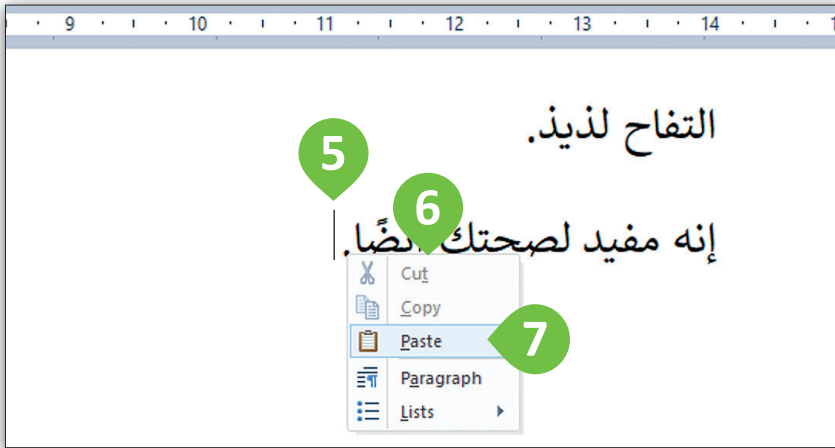 9 10 11 12 13 14
التفاح لذيذ.
5
6
إنه مفيد لصحتك أيضًا.
Cut
Copy
Paste
7
Paragraph
Lists